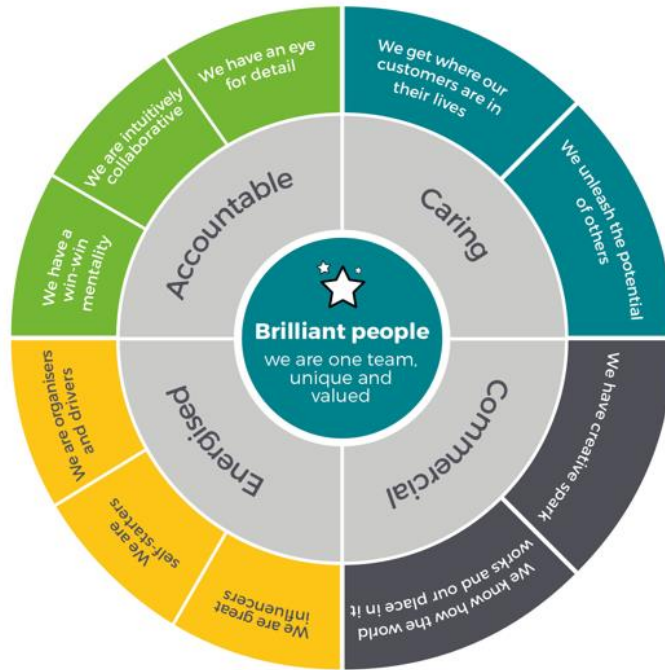 Brilliant people
we are one team,
unique and
valued
Accountable
We have a
win-win
mentality
We are intuitively
collaborative
We have an eye
for detail
Caring
We get where our
customers are in
their lives
We unleash the potential
of others
Commercial
We have creative spark
We know how the world
works and our place in it
Energised
We are great
influencers
We are
self-starters
We are organisers
and drivers